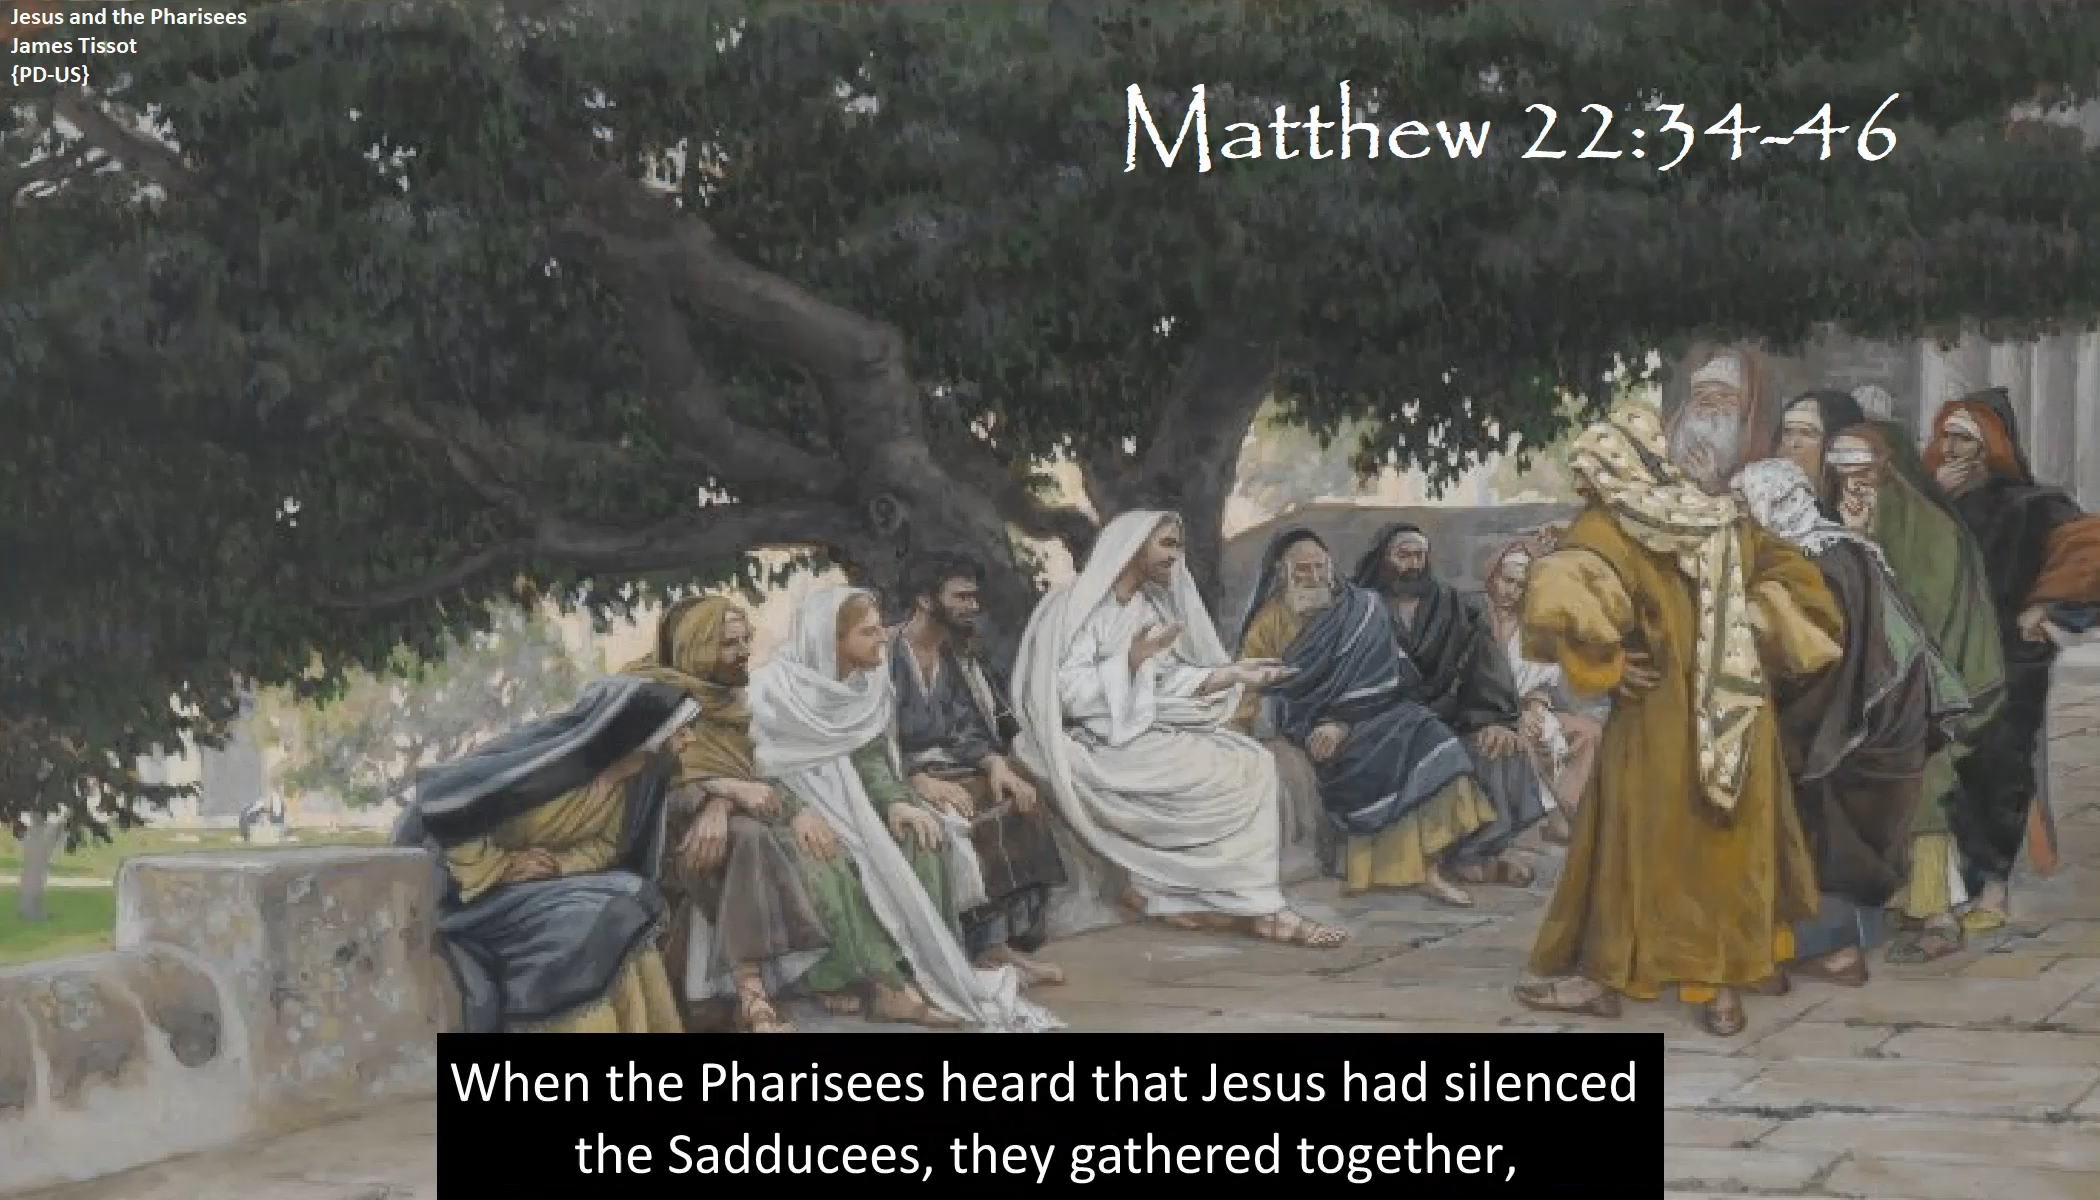 Jesus and the Pharisees
James Tissot
{PD-US}
Matthew 22:34-46
When the Pharisees heard that Jesus had silenced
the Sadducees, they gathered together,